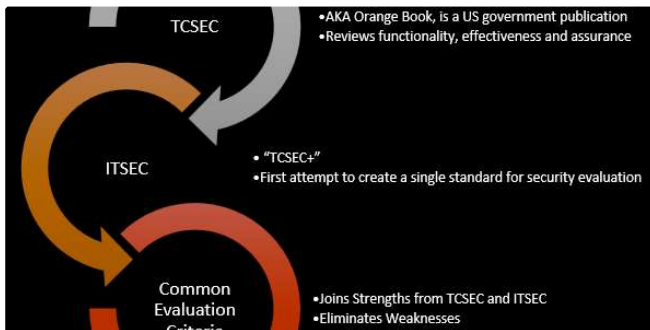 TCSEC
•AKA Orange Book, is a US government publication
•Reviews functionality, effectiveness and assurance
ITSEC
• “TCSEC+”
•First attempt to create a single standard for security evaluation
Common
Evaluation
Criteria
•Joins Strengths from TCSEC and ITSEC
•Eliminates Weaknesses